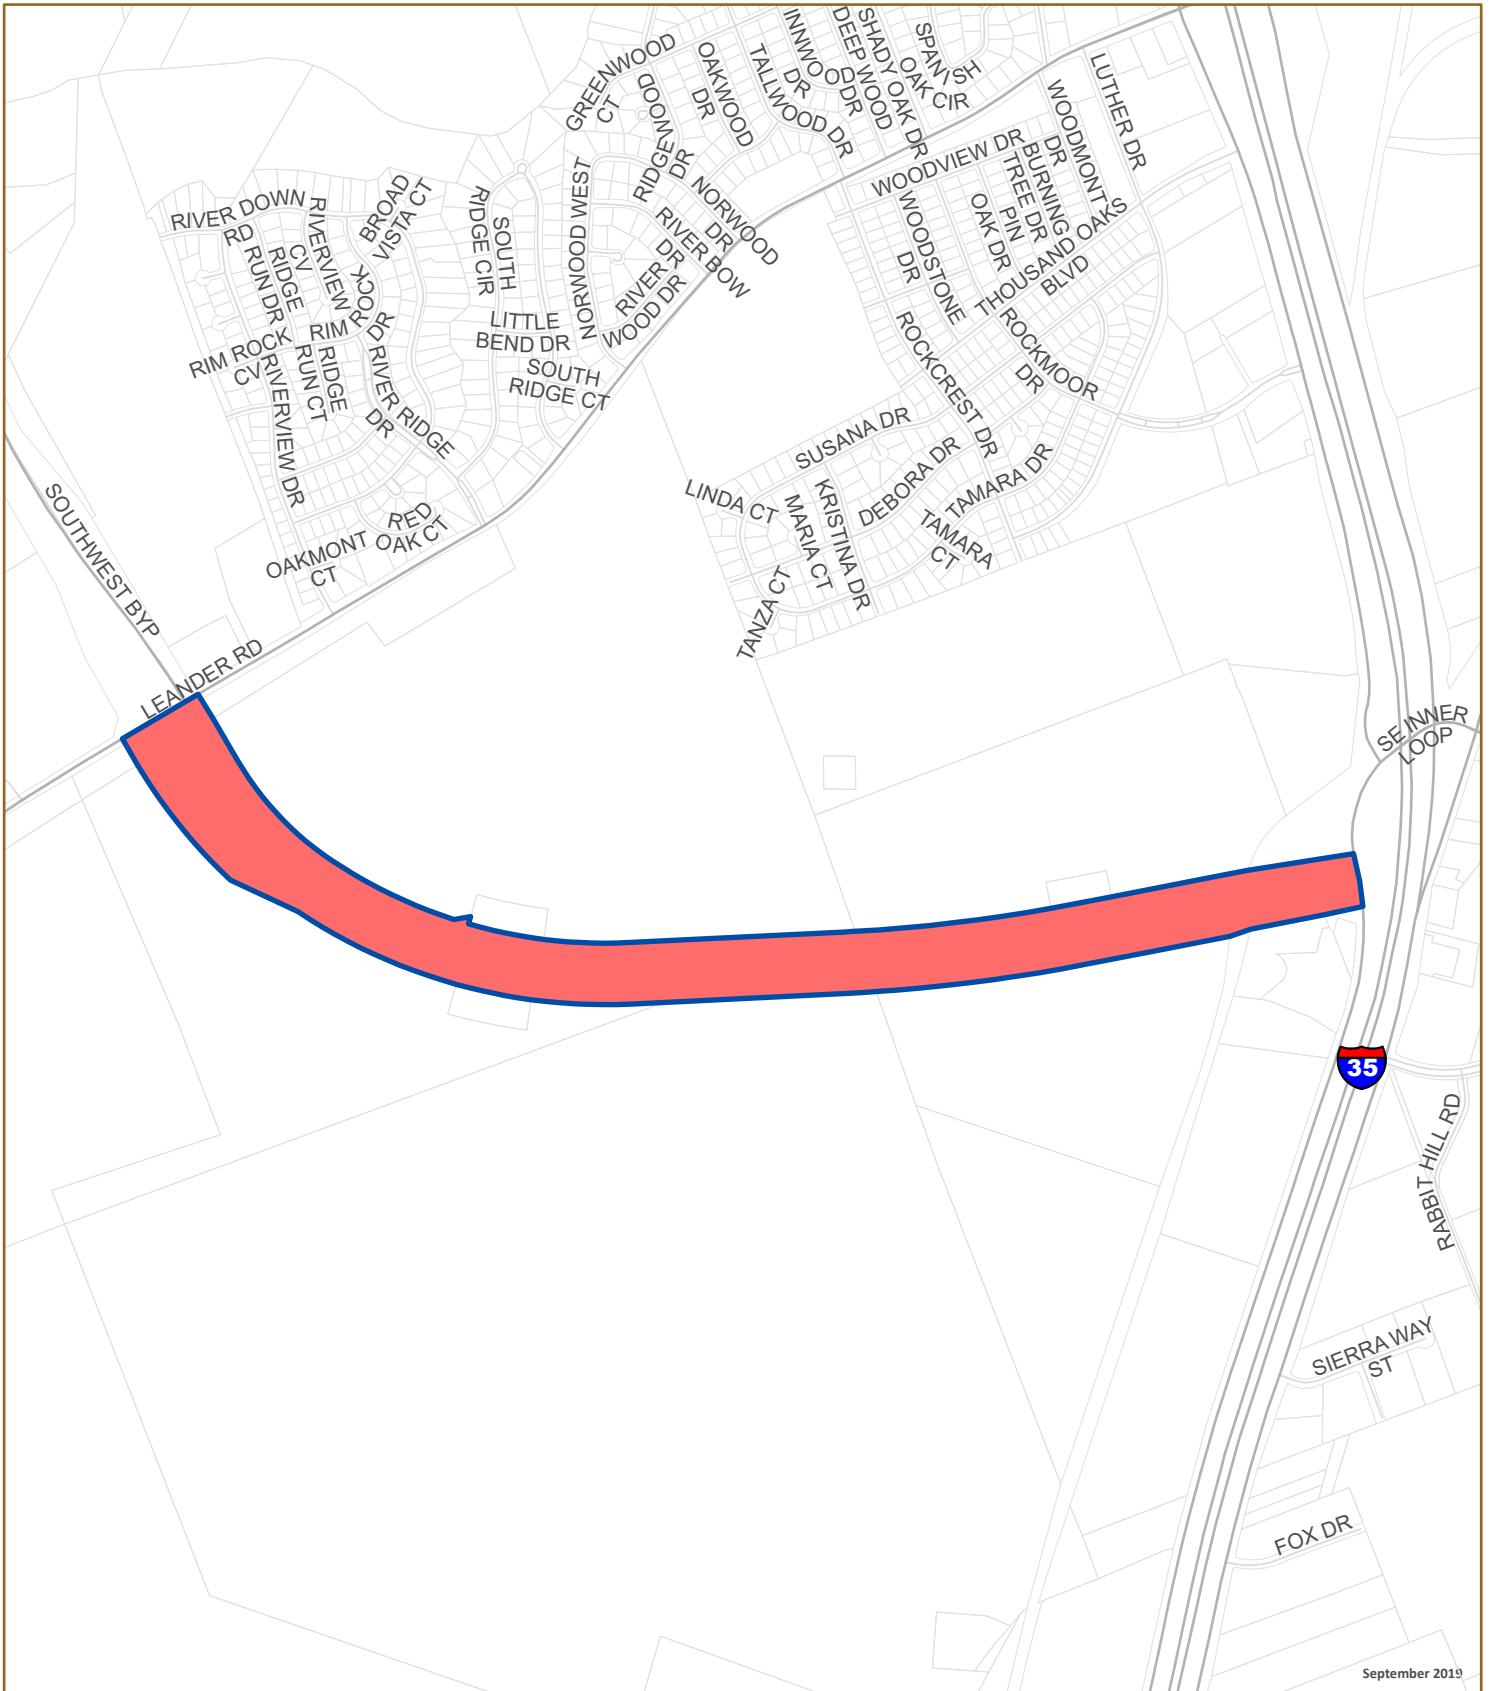 GREENWOOD
CT
OAKWOOD
DR
TALLWOOD DR
INNWOOD
DR
DEEP WOOD
DR
SHADY OAK DR
SPANISH
OAK CIR
LUTHER DR
WOODMONT
DR
WOODVIEW DR
BURNING
TREE DR
PIN
OAK DR
THOUSAND OAKS
BLVD
WOODSTONE
DR
RIDGEWOOD
DR
NORWOOD
DR
NORWOOD WEST
RIVER BOW
DR
RIVER
WOOD DR
RIVER DOWN
RD
BROAD
VISTA CT
RIVERVIEW
CV
RIDGE
RUN DR
RIM ROCK
DR
SOUTH
RIDGE CIR
LITTLE
BEND DR
SOUTH
RIDGE CT
RIM ROCK
CV
RIDGE
RUN CT
RIVERVIEW DR
RIVER RIDGE
DR
ROCKCREST DR
ROCKMOOR
DR
SUSANA DR
LINDA CT
MARIA CT
KRISTINA DR
DEBORA DR
TAMARA DR
TAMARA
CT
TANZA CT
RED
OAK CT
OAKMONT
CT
SOUTHWEST BYP
LEANDER RD
SE INNER
LOOP
35
RABBIT HILL RD
SIERRA WAY
ST
FOX DR
September 2019